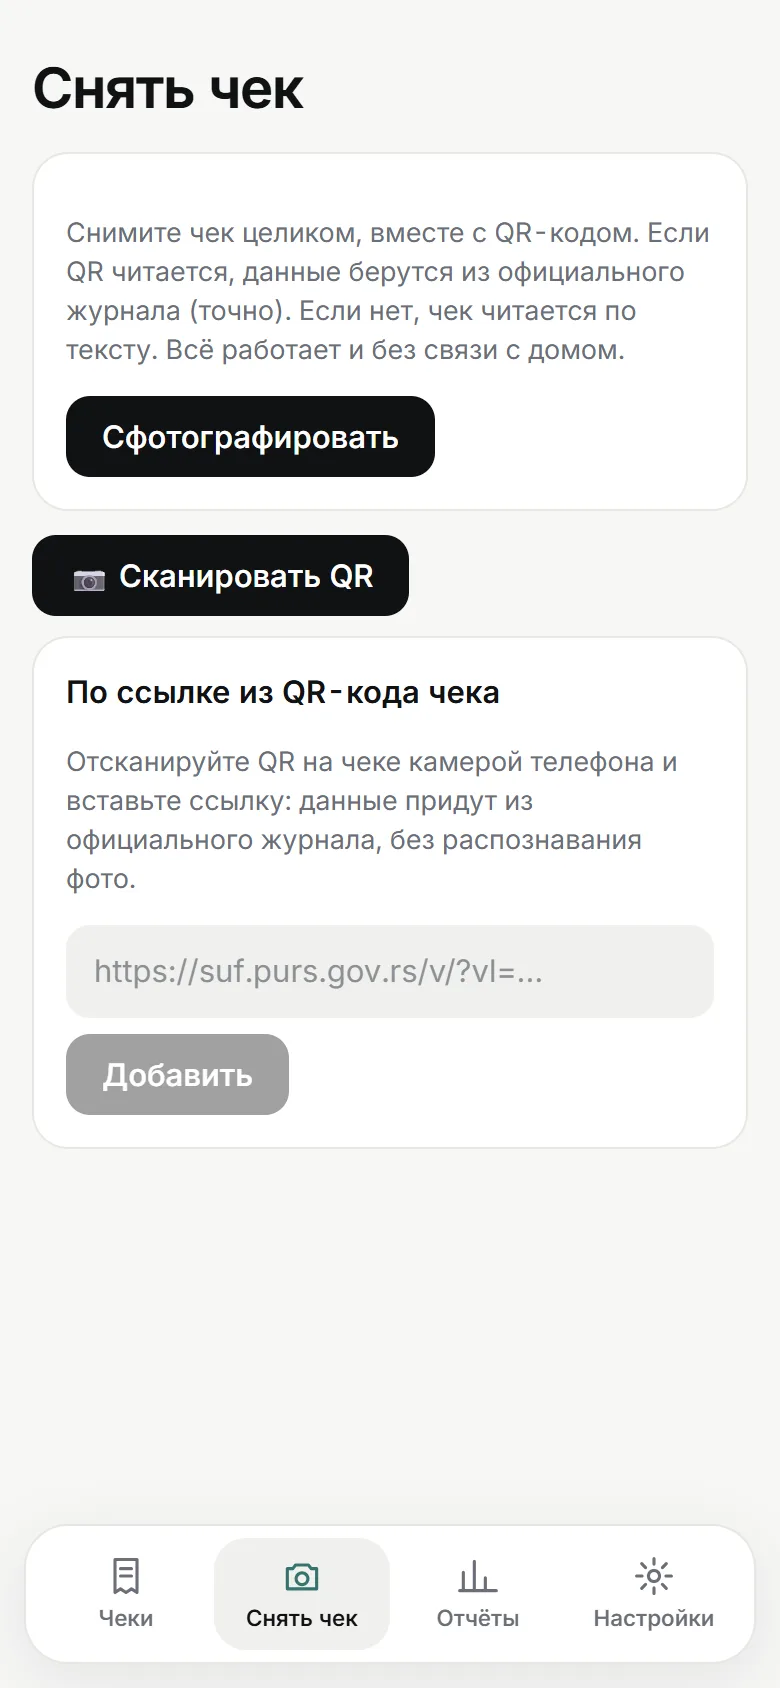 Снять чек
Снимите чек целиком, вместе с QR-кодом. Если
QR читается, данные берутся из официального
журнала (точно). Если нет, чек читается по
тексту. Всё работает и без связи с домом.
Сфотографировать
Сканировать QR
По ссылке из QR-кода чека
Отсканируйте QR на чеке камерой телефона и
вставьте ссылку: данные придут из
официального журнала, без распознавания
фото.
https://suf.purs.gov.rs/v/?vl=...
Добавить
Чеки
Снять чек
Отчёты
Настройки